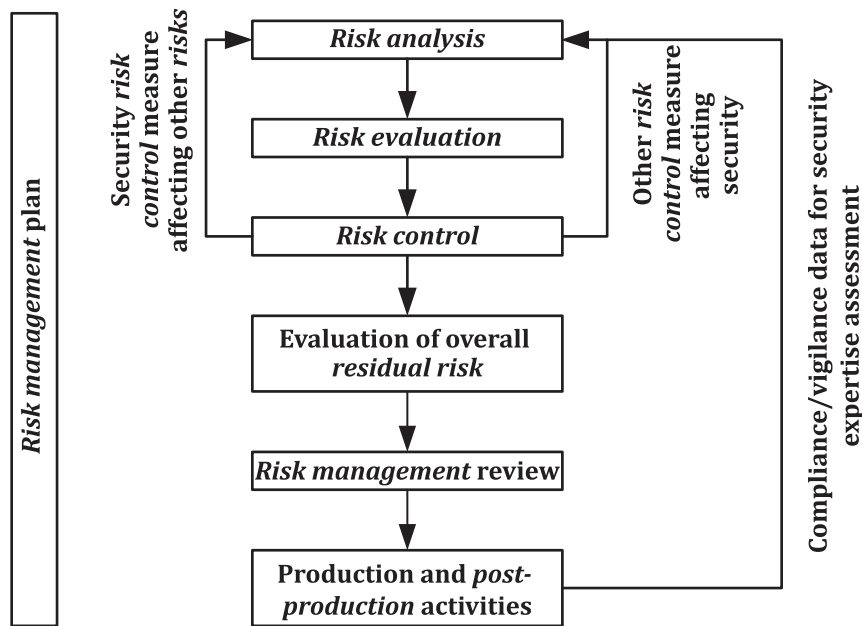 Risk management plan
Security risk
control measure
affecting other risks
Risk analysis
Risk evaluation
Risk control
Evaluation of overall
residual risk
Risk management review
Production and post-
production activities
Other risk
control measure
affecting
security
Compliance/vigilance data for security
expertise assessment